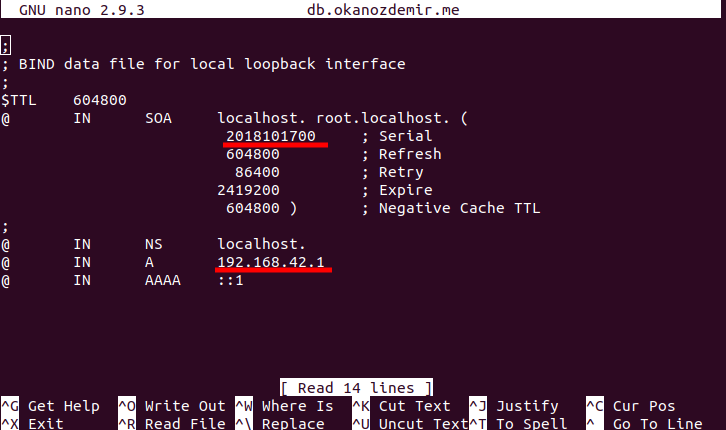 GNU nano 2.9.3 db.okanozdemir.me
;
; BIND data file for local loopback interface
;
$TTL 604800
@ IN SOA localhost. root.localhost. (
2018101700 ; Serial
604800 ; Refresh
86400 ; Retry
2419200 ; Expire
604800 ) ; Negative Cache TTL
;
@ IN NS localhost.
@ IN A 192.168.42.1
@ IN AAAA ::1
[ Read 14 lines ]
^G Get Help ^O Write Out ^W Where Is ^K Cut Text ^J Justify ^C Cur Pos
^X Exit ^R Read File ^\ Replace ^U Uncut Text ^T To Spell ^_ Go To Line